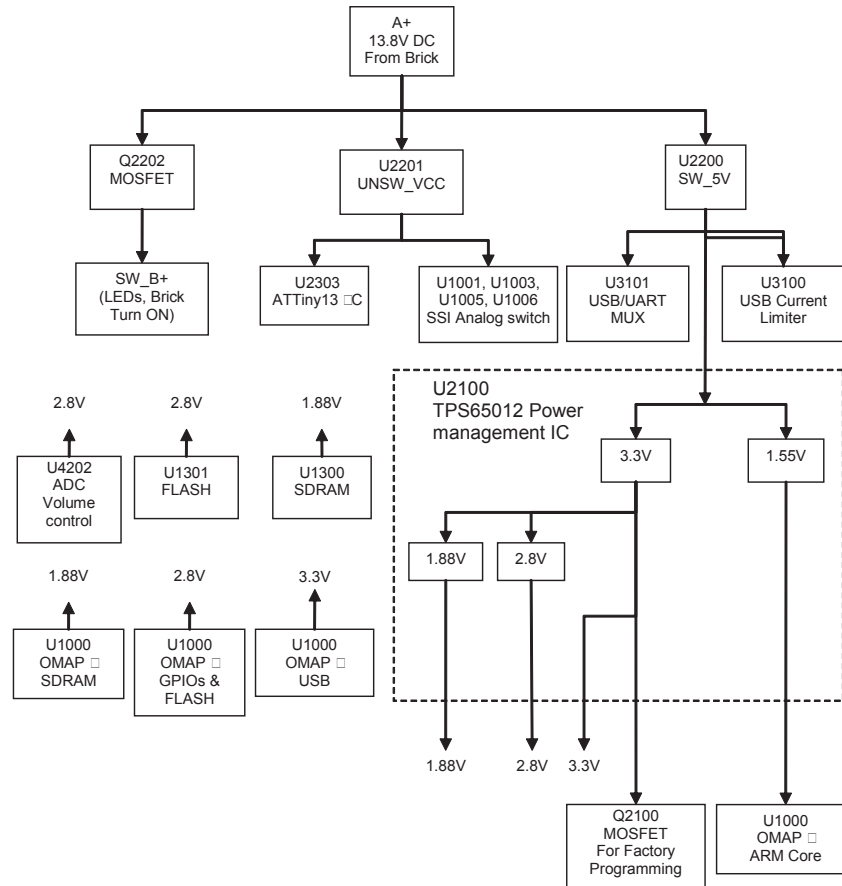 A+
13.8V DC
From Brick
Q2202
MOSFET
U2201
UNSW_VCC
U2200
SW_5V
SW_B+
(LEDs, Brick
Turn ON)
U2303
ATTiny13 □C
U1001, U1003,
U1005, U1006
SSI Analog switch
U3101
USB/UART
MUX
U3100
USB Current
Limiter
U2100
TPS65012 Power
management IC
3.3V
1.55V
1.88V
2.8V
2.8V
U4202
ADC
Volume
control
2.8V
U1301
FLASH
1.88V
U1300
SDRAM
1.88V
U1000
OMAP □
SDRAM
2.8V
U1000
OMAP □
GPIOs &
FLASH
3.3V
U1000
OMAP □
USB
1.88V
2.8V
3.3V
Q2100
MOSFET
For Factory
Programming
U1000
OMAP □
ARM Core